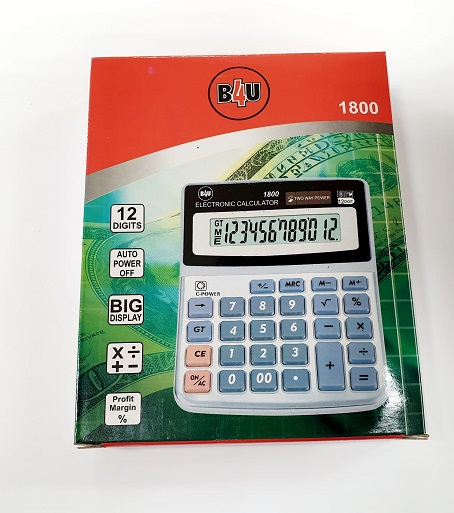 B4U
1800
12
DIGITS
AUTO
POWER
OFF
BIG
DISPLAY
X ÷
+ −
Profit
Margin
%
B4U
1800
ELECTRONIC CALCULATOR
TWO WAY POWER
GT
M
E
123456789012.
C-POWER
+/− MRC M− M+
→ 7 8 9 √ %
GT 4 5 6 − ×
CE 1 2 3 + ÷
ON/AC 0 00 • =